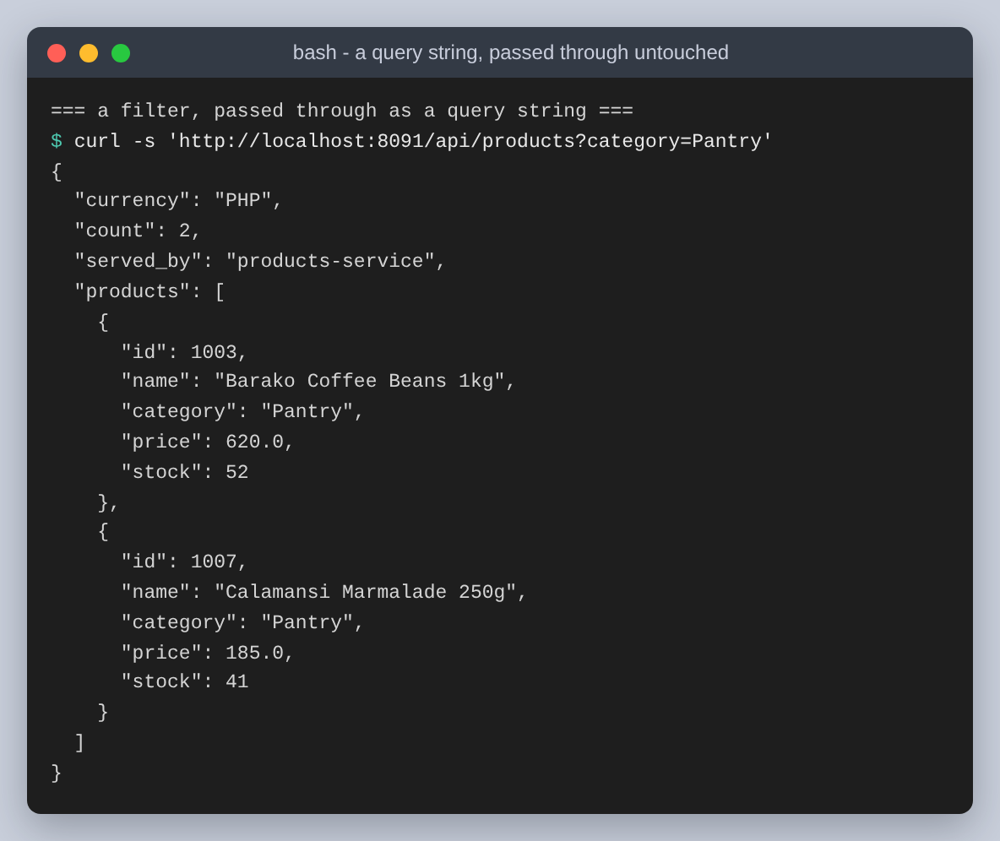 bash - a query string, passed through untouched
=== a filter, passed through as a query string ===
$ curl -s 'http://localhost:8091/api/products?category=Pantry'
{
  "currency": "PHP",
  "count": 2,
  "served_by": "products-service",
  "products": [
    {
      "id": 1003,
      "name": "Barako Coffee Beans 1kg",
      "category": "Pantry",
      "price": 620.0,
      "stock": 52
    },
    {
      "id": 1007,
      "name": "Calamansi Marmalade 250g",
      "category": "Pantry",
      "price": 185.0,
      "stock": 41
    }
  ]
}